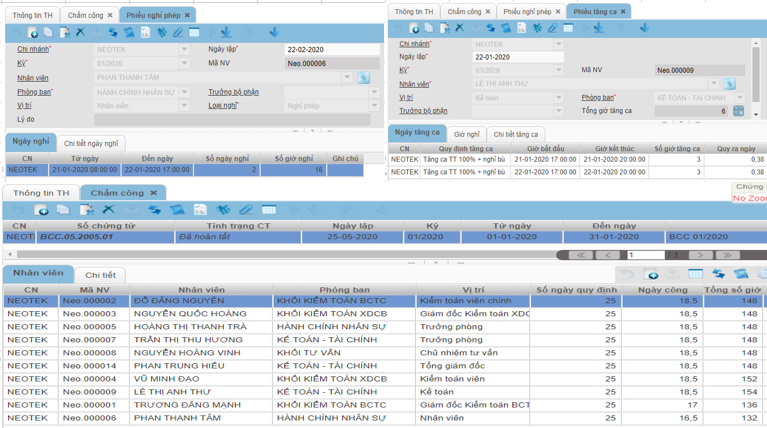 Thông tin TH Chấm công Phiếu nghỉ phép
Chi nhánh* NEOTEK Ngày lập* 22-02-2020
Kỳ* 01/2020 Mã NV Neo.000006
Nhân viên* PHAN THANH TÂM
Phòng ban* HÀNH CHÍNH NHÂN SỰ Trưởng bộ phận
Vị trí Nhân viên Loại nghỉ* Nghỉ phép
Lý do
Ngày nghỉ Chi tiết ngày nghỉ
CN Từ ngày Đến ngày Số ngày nghỉ Số giờ nghỉ Ghi chú
NEOTEK 21-01-2020 08:00:00 22-01-2020 17:00:00 2 16
Thông tin TH Chấm công Phiếu nghỉ phép Phiếu tăng ca
Chi nhánh* NEOTEK
Ngày lập* 22-01-2020
Kỳ* 01/2020 Mã NV Neo.000009
Nhân viên* LÊ THỊ ANH THƯ
Vị trí Kế toán Phòng ban* KẾ TOÁN - TÀI CHÍNH
Trưởng bộ phận Tổng giờ tăng ca 6
Ngày tăng ca Giờ nghỉ Chi tiết tăng ca
CN Quy định tăng ca Giờ bắt đầu Giờ kết thúc Số giờ tăng ca Quy ra ngày
NEOTEK Tăng ca TT 100% + nghỉ bù 21-01-2020 17:00:00 21-01-2020 20:00:00 3 0,38
NEOTEK Tăng ca TT 100% + nghỉ bù 22-01-2020 17:00:00 22-01-2020 20:00:00 3 0,38
Chứng
No Zoo
Thông tin TH Chấm công
CN Số chứng từ Tình trạng CT Ngày lập Kỳ Từ ngày Đến ngày
NEOT BCC.05.2005.01 Đã hoàn tất 25-05-2020 01/2020 01-01-2020 31-01-2020 BCC 01/2020
1 / 1
Nhân viên Chi tiết
CN Mã NV Nhân viên Phòng ban Vị trí Số ngày quy định Ngày công Tổng số giờ
NEOTEK Neo.000002 ĐỖ ĐĂNG NGUYÊN KHỐI KIỂM TOÁN BCTC Kiểm toán viên chính 25 18,5 148
NEOTEK Neo.000003 NGUYỄN QUỐC HOÀNG KHỐI KIỂM TOÁN XDCB Giám đốc Kiểm toán XDC 25 18,5 148
NEOTEK Neo.000005 HOÀNG THỊ THANH TRÀ HÀNH CHÍNH NHÂN SỰ Trưởng phòng 25 18,5 148
NEOTEK Neo.000007 TRẦN THỊ THU HƯƠNG KẾ TOÁN - TÀI CHÍNH Trưởng phòng 25 18,5 148
NEOTEK Neo.000008 NGUYỄN HOÀNG VINH KHỐI TƯ VẤN Chủ nhiệm tư vấn 25 18,5 148
NEOTEK Neo.000014 PHAN TRUNG HIẾU KẾ TOÁN - TÀI CHÍNH Tổng giám đốc 25 18,5 148
NEOTEK Neo.000004 VŨ MINH ĐẠO KHỐI KIỂM TOÁN XDCB Kiểm toán viên 25 18,5 152
NEOTEK Neo.000009 LÊ THỊ ANH THƯ KẾ TOÁN - TÀI CHÍNH Kế toán 25 18,5 154
NEOTEK Neo.000001 TRƯƠNG ĐĂNG MẠNH KHỐI KIỂM TOÁN BCTC Giám đốc Kiểm toán BCT 25 17 136
NEOTEK Neo.000006 PHAN THANH TÂM HÀNH CHÍNH NHÂN SỰ Nhân viên 25 16,5 132